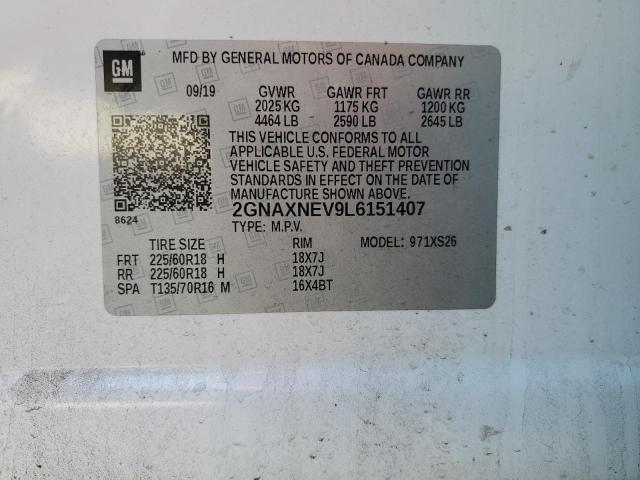 GM
MFD BY GENERAL MOTORS OF CANADA COMPANY
09/19 GVWR GAWR FRT GAWR RR
2025 KG 1175 KG 1200 KG
4464 LB 2590 LB 2645 LB
THIS VEHICLE CONFORMS TO ALL
APPLICABLE U.S. FEDERAL MOTOR
VEHICLE SAFETY AND THEFT PREVENTION
STANDARDS IN EFFECT ON THE DATE OF
MANUFACTURE SHOWN ABOVE.
8624
2GNAXNEV9L6151407
TYPE: M.P.V.
TIRE SIZE RIM MODEL: 971XS26
FRT 225/60R18 H 18X7J
RR 225/60R18 H 18X7J
SPA T135/70R16 M 16X4BT